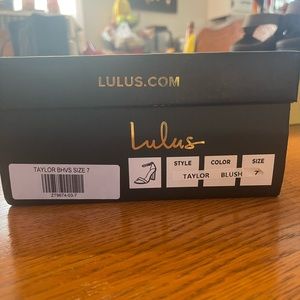 LULUS.COM
Lulus
TAYLOR BHVS SIZE 7
STYLE COLOR SIZE
TAYLOR BLUSH 7